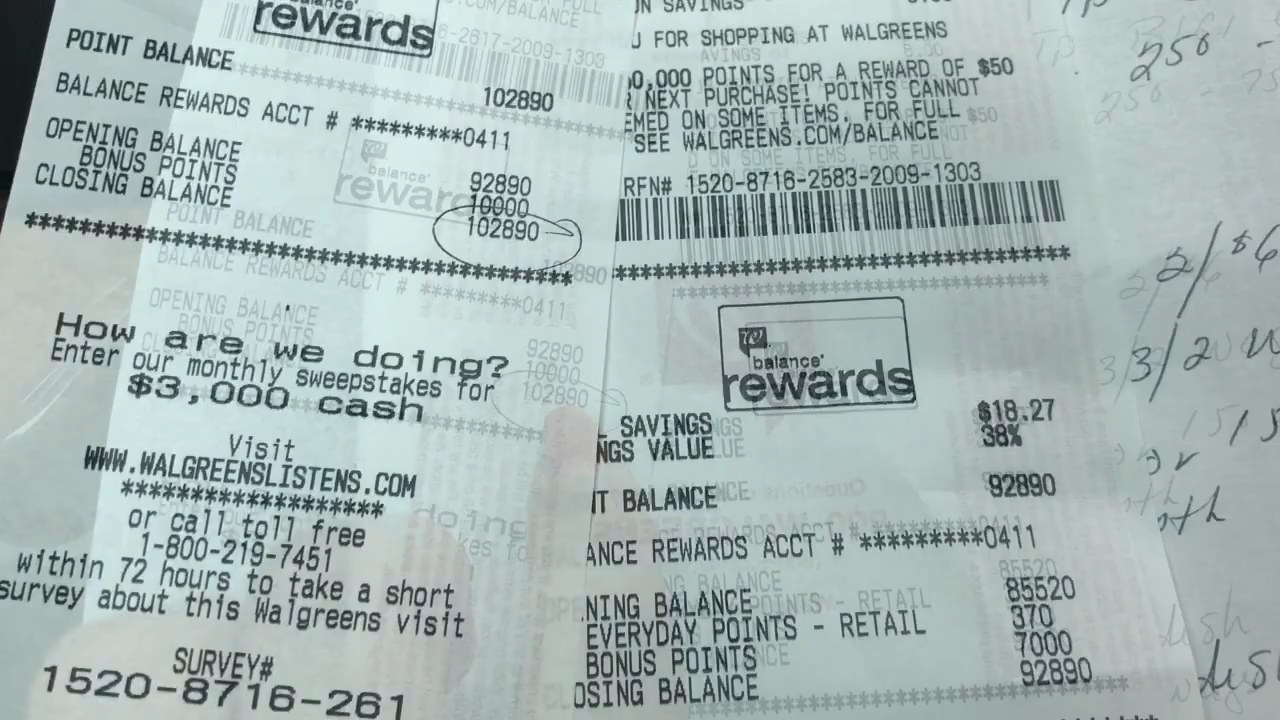 balance'
rewards
POINT BALANCE
102890
BALANCE REWARDS ACCT # *********0411
OPENING BALANCE 92890
BONUS POINTS 10000
CLOSING BALANCE 102890
******************************************
How are we doing?
Enter our monthly sweepstakes for
$3,000 cash
Visit
WWW.WALGREENSLISTENS.COM
*******************
or call toll free
1-800-219-7451
within 72 hours to take a short
survey about this Walgreens visit
SURVEY#
1520-8716-261
SAVINGS
FOR SHOPPING AT WALGREENS
0,000 POINTS FOR A REWARD OF $50
NEXT PURCHASE! POINTS CANNOT
EMED ON SOME ITEMS. FOR FULL
SEE WALGREENS.COM/BALANCE
RFN# 1520-8716-2583-2009-1303
******************************************
balance'
rewards
SAVINGS $18.27
NGS VALUE 38%
T BALANCE 92890
ANCE REWARDS ACCT # *********0411
NING BALANCE 85520
EVERYDAY POINTS - RETAIL 370
BONUS POINTS 7000
OSING BALANCE 92890
250
2/$6
3/20